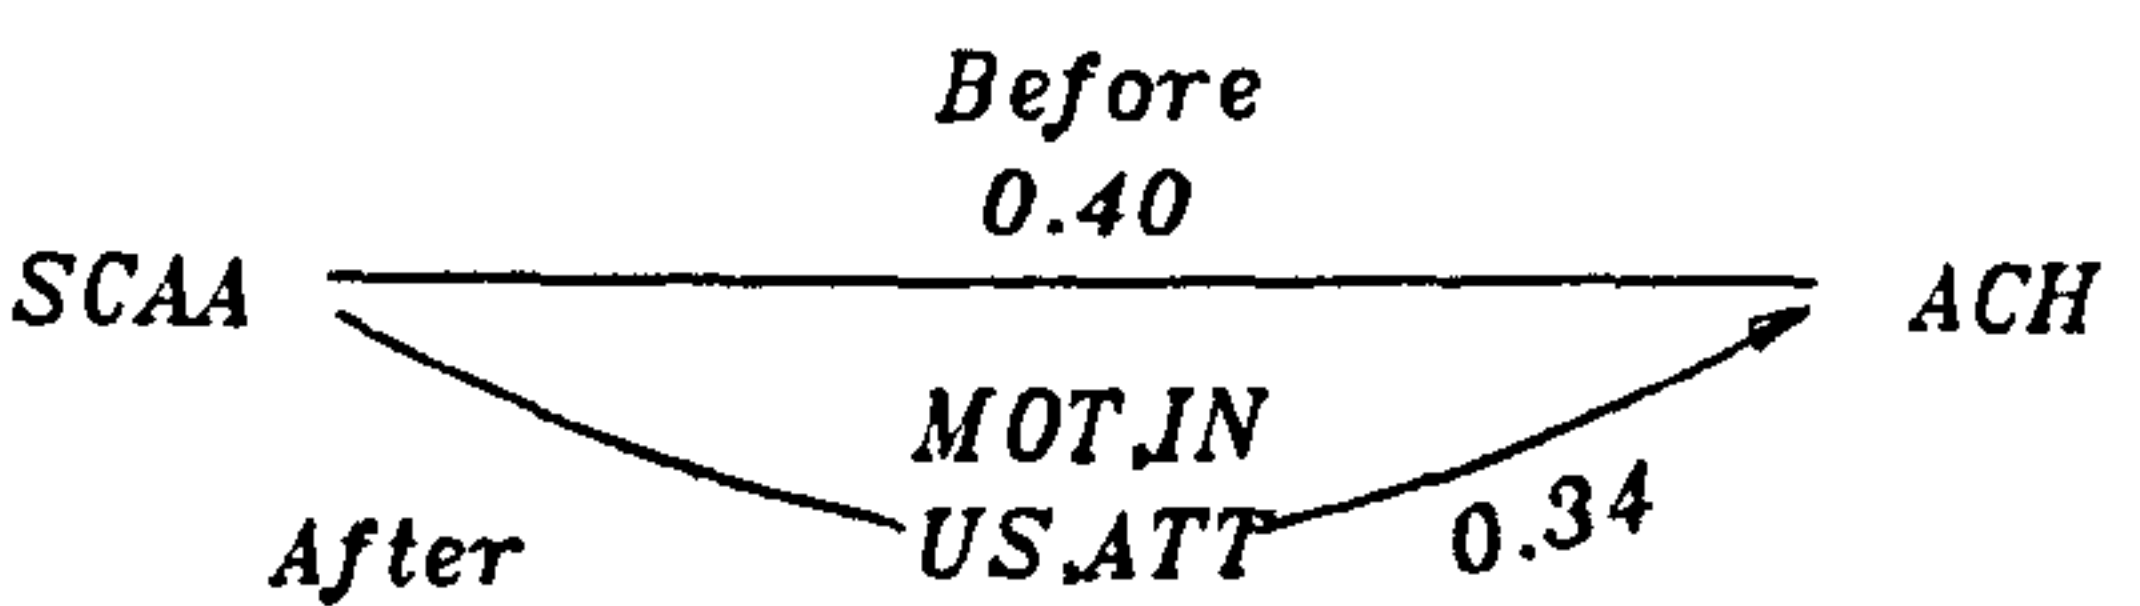 Before
0.40
SCAA
ACH
MOT,IN
US,ATT
0.34
After